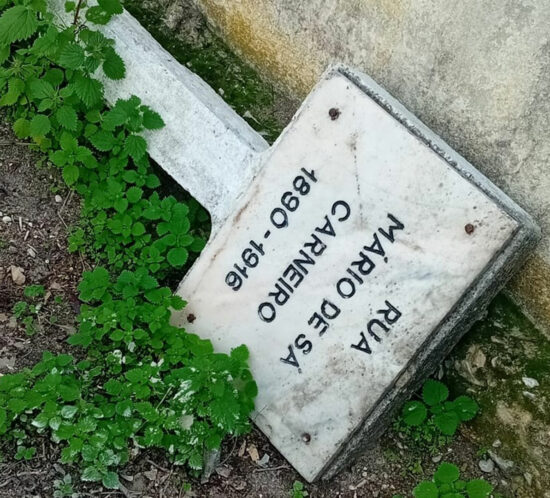 RUA
MÁRIO DE SÁ
CARNEIRO
1890-1916